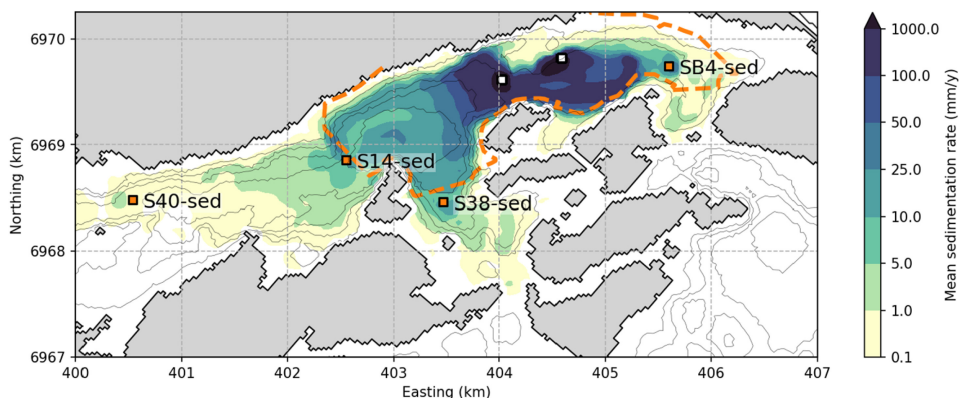 6970
6969
6968
6967
Northing (km)
400
401
402
403
404
405
406
407
Easting (km)
SB4-sed
S14-sed
S40-sed
S38-sed
1000.0
100.0
50.0
25.0
10.0
5.0
1.0
0.1
Mean sedimentation rate (mm/y)